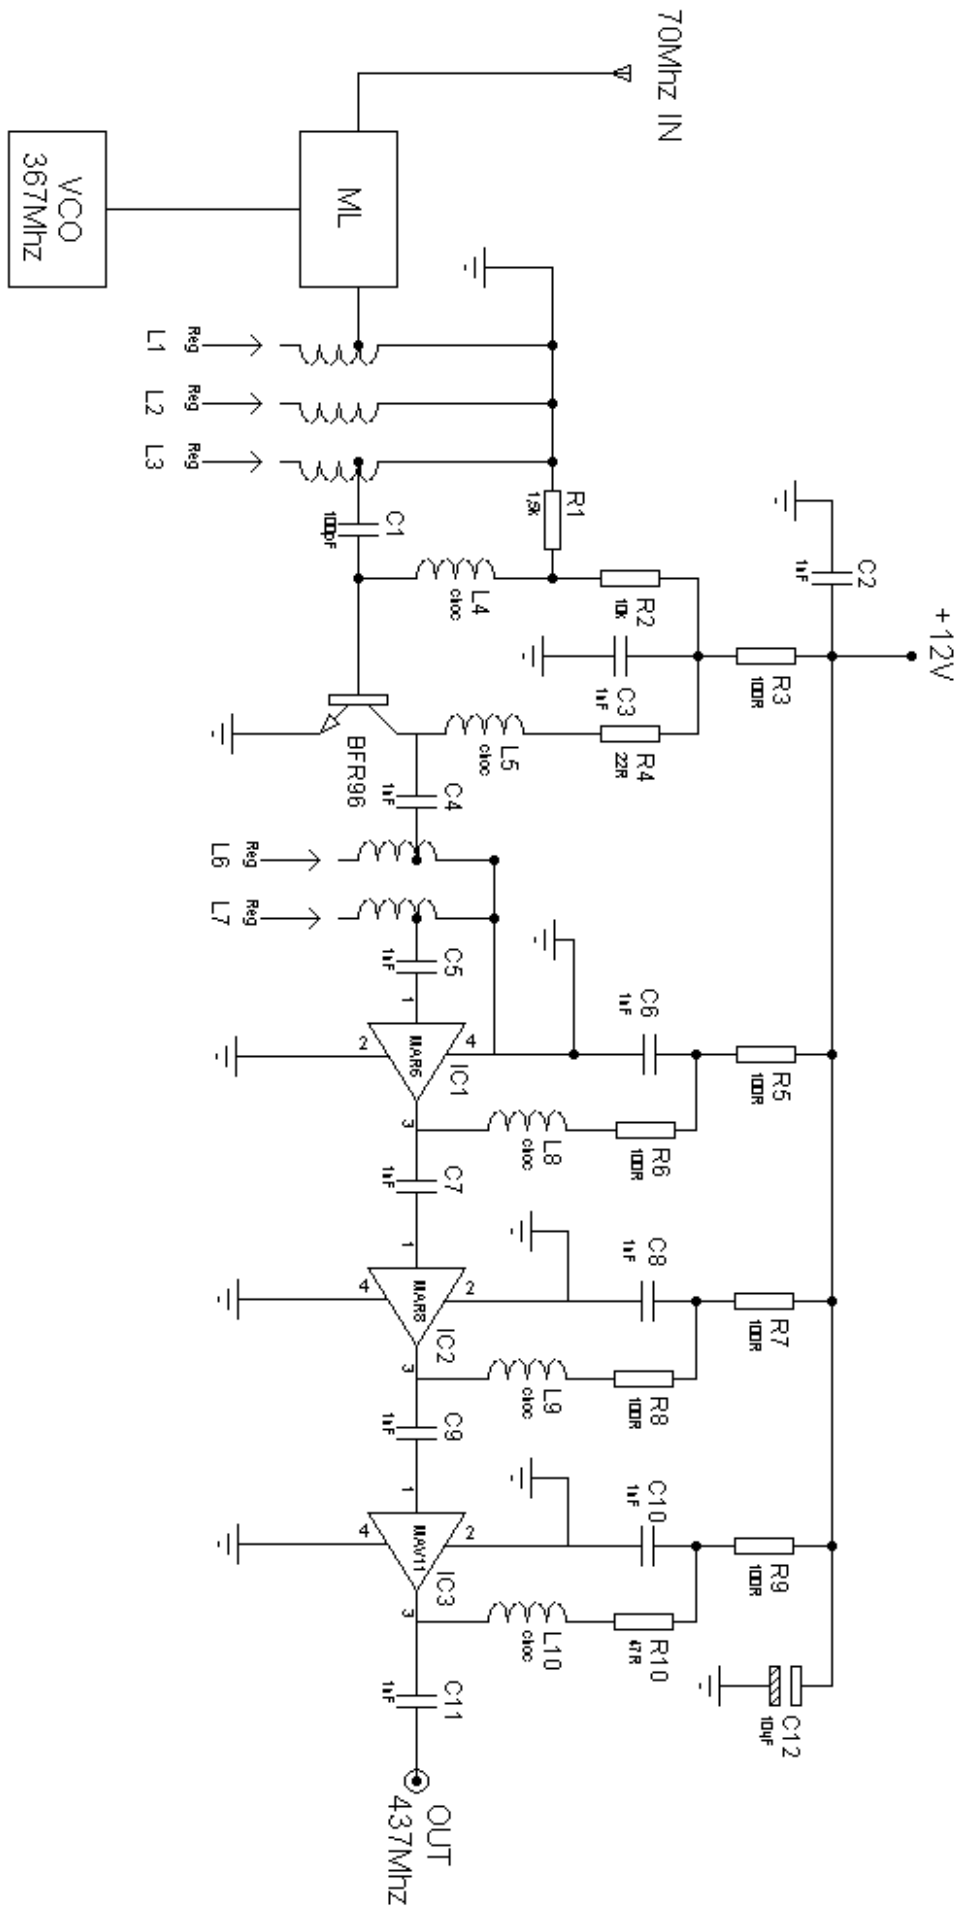 70Mhz IN
ML
VCO
367Mhz
Reg
L1
Reg
L2
Reg
L3
C1
100pF
R1
1,5k
L4
choc
R2
10k
C2
1nF
+12V
R3
100R
C3
1nF
R4
22R
L5
choc
BFR96
C4
1nF
Reg
L6
Reg
L7
C5
1nF
1
2
4
MAR6
IC1
3
C6
1nF
R5
100R
R6
100R
L8
choc
C7
1nF
1
4
2
MAR8
IC2
3
C8
1nF
R7
100R
R8
100R
L9
choc
C9
1nF
1
4
2
MAV11
IC3
3
C10
1nF
R9
100R
R10
47R
L10
choc
C11
1nF
C12
10µF
OUT
437Mhz